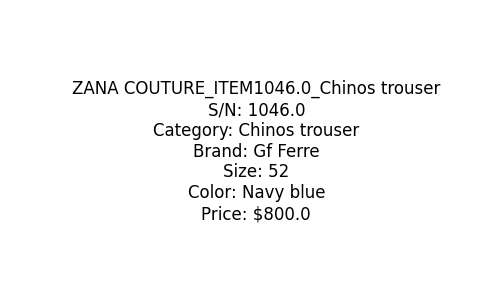 ZANA COUTURE_ITEM1046.0_Chinos trouser
S/N: 1046.0
Category: Chinos trouser
Brand: Gf Ferre
Size: 52
Color: Navy blue
Price: $800.0